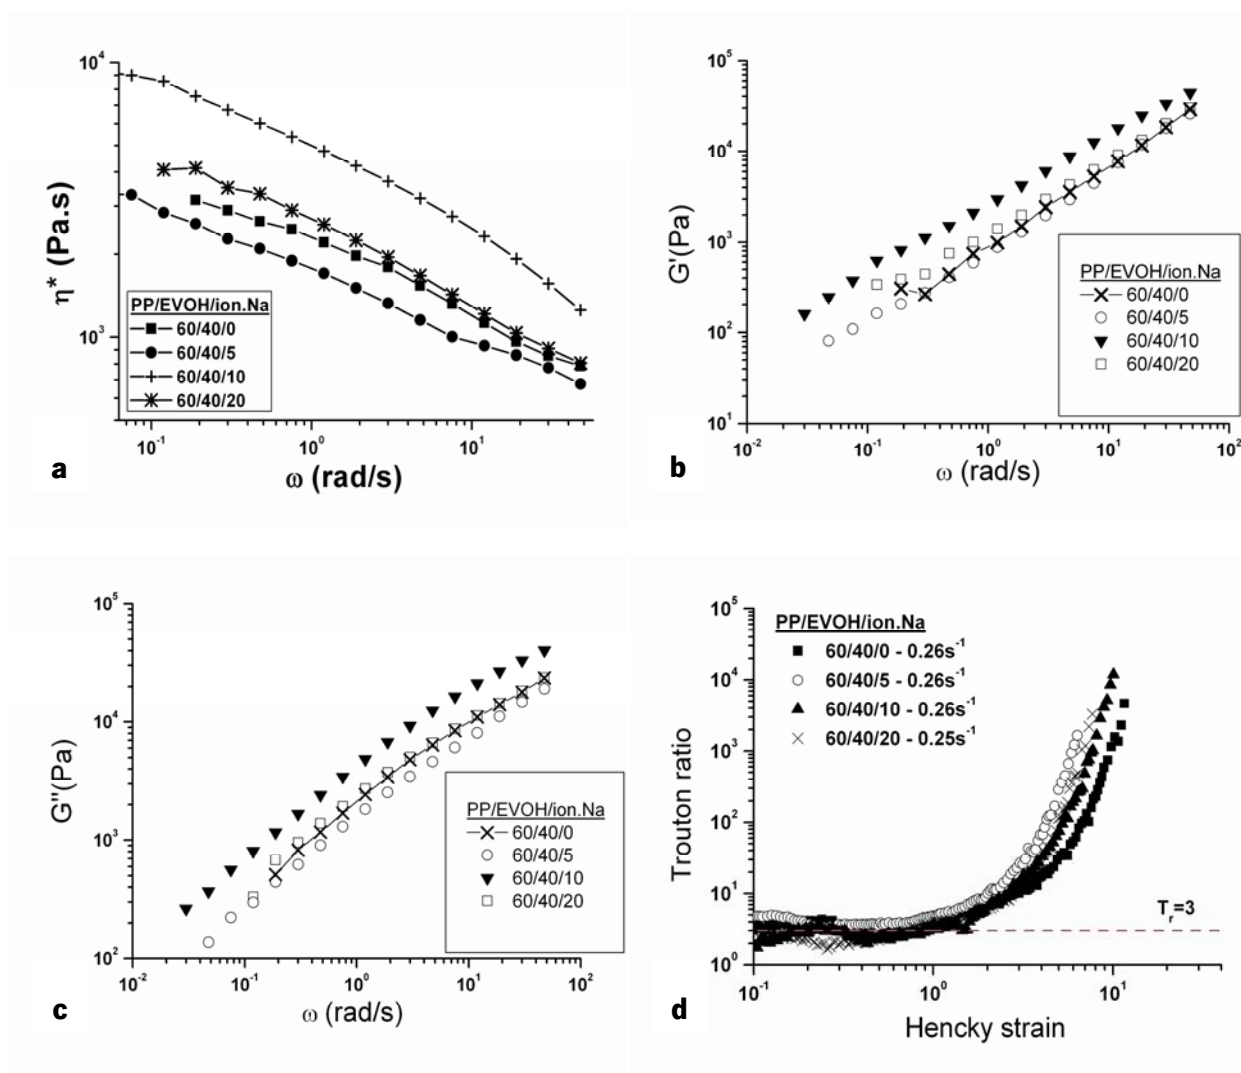 10^4
η* (Pa.s)
10^3
PP/EVOH/ion.Na
60/40/0
60/40/5
60/40/10
60/40/20
10^-1
10^0
10^1
ω (rad/s)
a
10^5
10^4
10^3
10^2
10^1
G'(Pa)
PP/EVOH/ion.Na
60/40/0
60/40/5
60/40/10
60/40/20
10^-2
10^-1
10^0
10^1
10^2
ω (rad/s)
b
10^5
10^4
10^3
10^2
G"(Pa)
PP/EVOH/ion.Na
60/40/0
60/40/5
60/40/10
60/40/20
10^-2
10^-1
10^0
10^1
10^2
ω (rad/s)
c
10^5
10^4
10^3
10^2
10^1
10^0
Trouton ratio
PP/EVOH/ion.Na
60/40/0 - 0.26s^-1
60/40/5 - 0.26s^-1
60/40/10 - 0.26s^-1
60/40/20 - 0.25s^-1
T_r=3
10^-1
10^0
10^1
Hencky strain
d